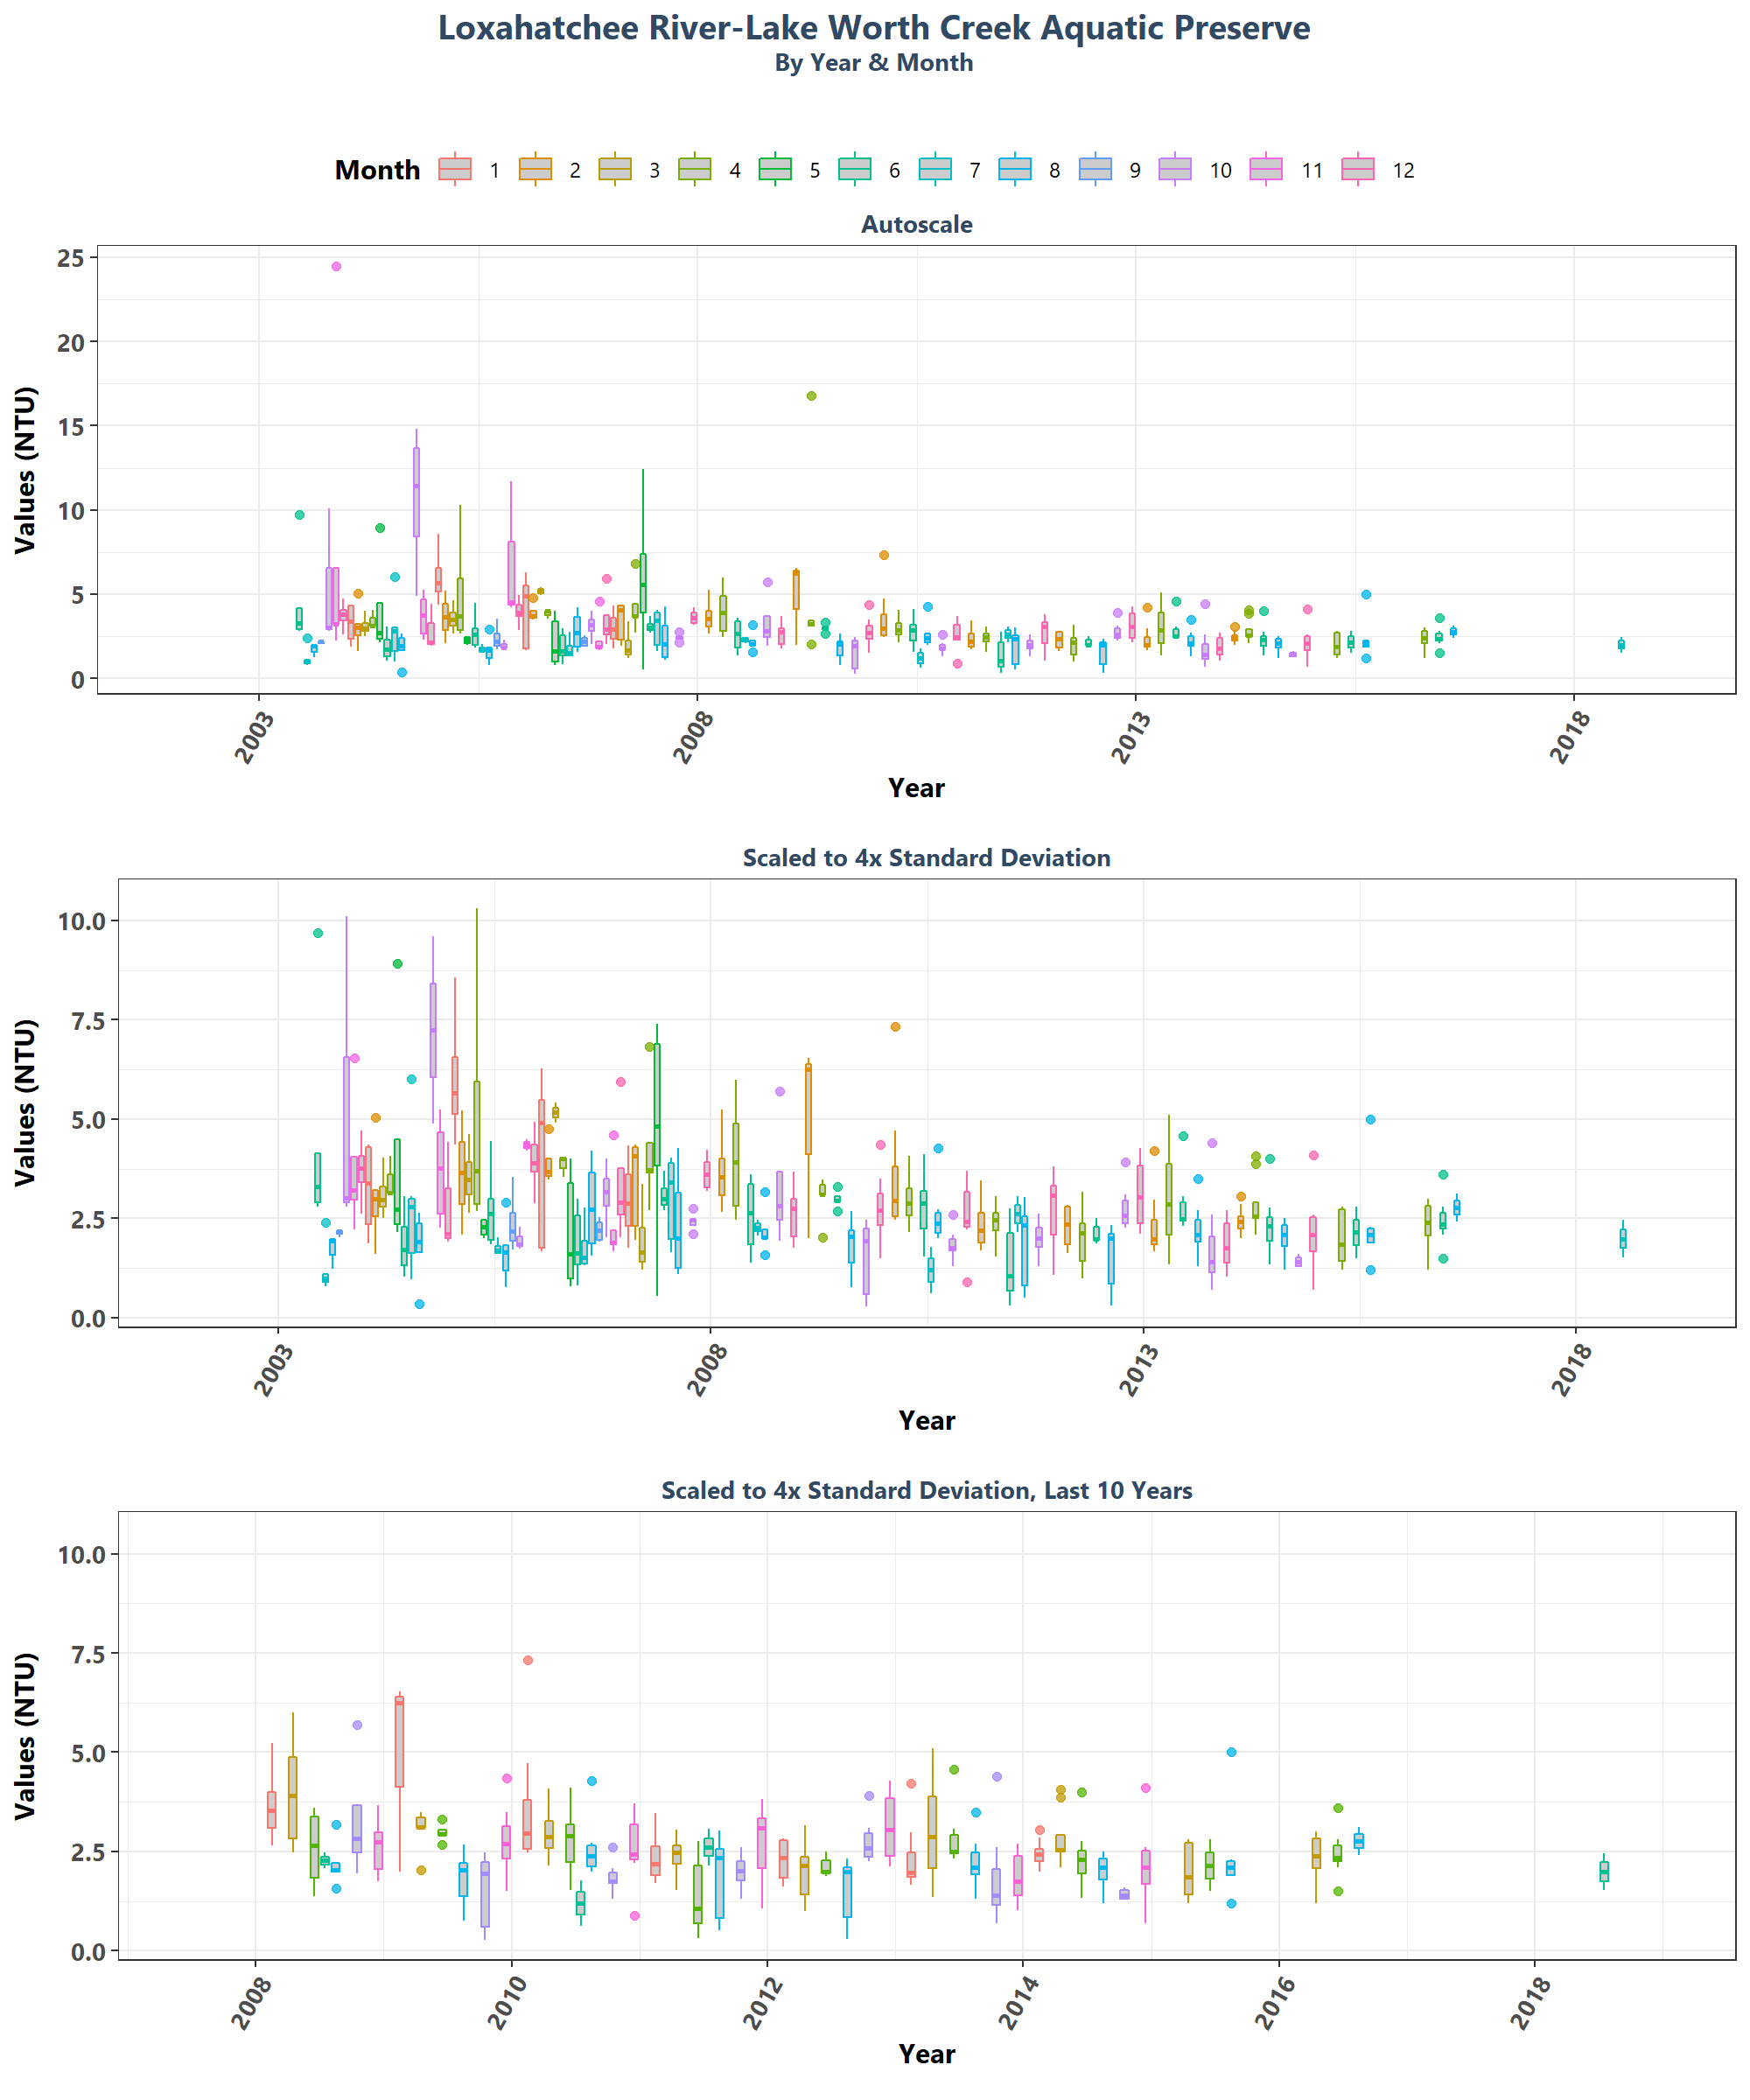 Loxahatchee River-Lake Worth Creek Aquatic Preserve
By Year & Month
Month 1 2 3 4 5 6 7 8 9 10 11 12
Autoscale
Values (NTU)
25
20
15
10
5
0
2003 2008 2013 2018
Year
Scaled to 4x Standard Deviation
Values (NTU)
10.0
7.5
5.0
2.5
0.0
2003 2008 2013 2018
Year
Scaled to 4x Standard Deviation, Last 10 Years
Values (NTU)
10.0
7.5
5.0
2.5
0.0
2008 2010 2012 2014 2016 2018
Year